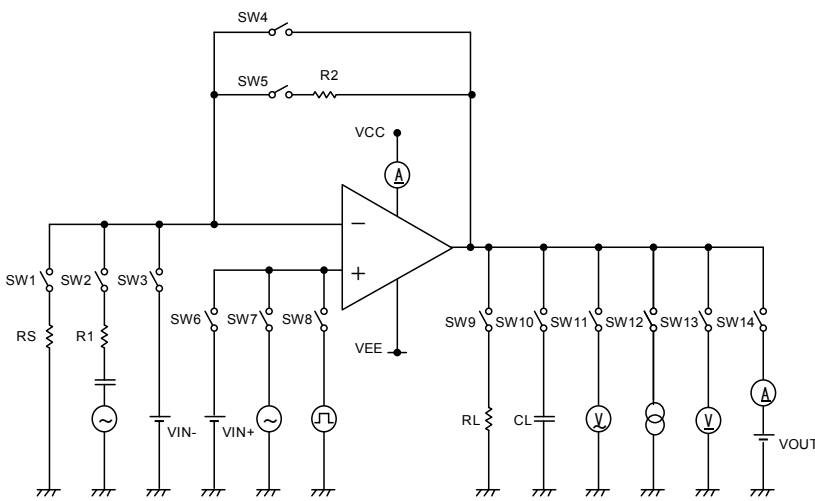 SW4
SW5
R2
VCC
A
−
+
SW1
SW2
SW3
SW6
SW7
SW8
SW9
SW10
SW11
SW12
SW13
SW14
RS
R1
VEE
VIN-
VIN+
RL
CL
V
V
A
VOUT